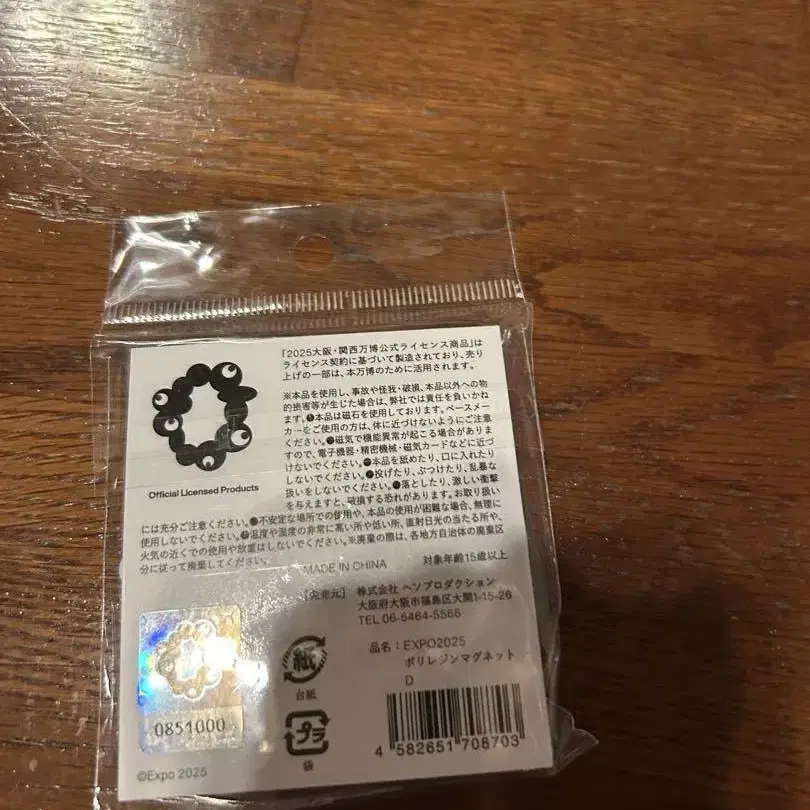 「2025大阪・関西万博公式ライセンス商品」は
ライセンス契約に基づいて製造されており、売り
上げの一部は、本万博のために活用されます。
※本品を使用し、事故や怪我・破損、本品以外への物
的損害等が生じた場合は、弊社では責任を負いかね
ます。●本品は磁石を使用しております。ペースメー
カーをご使用の方は、体に近づけないようにご注意
ください。●磁気で機能異常が起こる場合がありま
すので、電子機器・精密機械・磁気カードなどに近づ
けないでください。●本品を舐めたり、口に入れたり
しないでください。●投げたり、ぶつけたり、乱暴な
扱いをしないでください。●落としたり、激しい衝撃
を与えますと、破損する恐れがあります。お取り扱い
には充分ご注意ください。●不安定な場所での使用や、本品の使用が困難な場合、無理に
使用しないでください。●温度や湿度の非常に高い所や低い所、直射日光の当たる所や、
火気の近くでの使用や放置はしないでください。※廃棄の際は、各地方自治体の廃棄区
分に従って廃棄してください。
Official Licensed Products
MADE IN CHINA 対象年齢15歳以上
[発売元] 株式会社 ヘソプロダクション
大阪府大阪市福島区大開1-15-26
TEL 06-6464-5566
品名:EXPO2025
ポリレジンマグネット
D
紙
台紙
プラ
袋
0851000
4 582651 708703
©Expo 2025